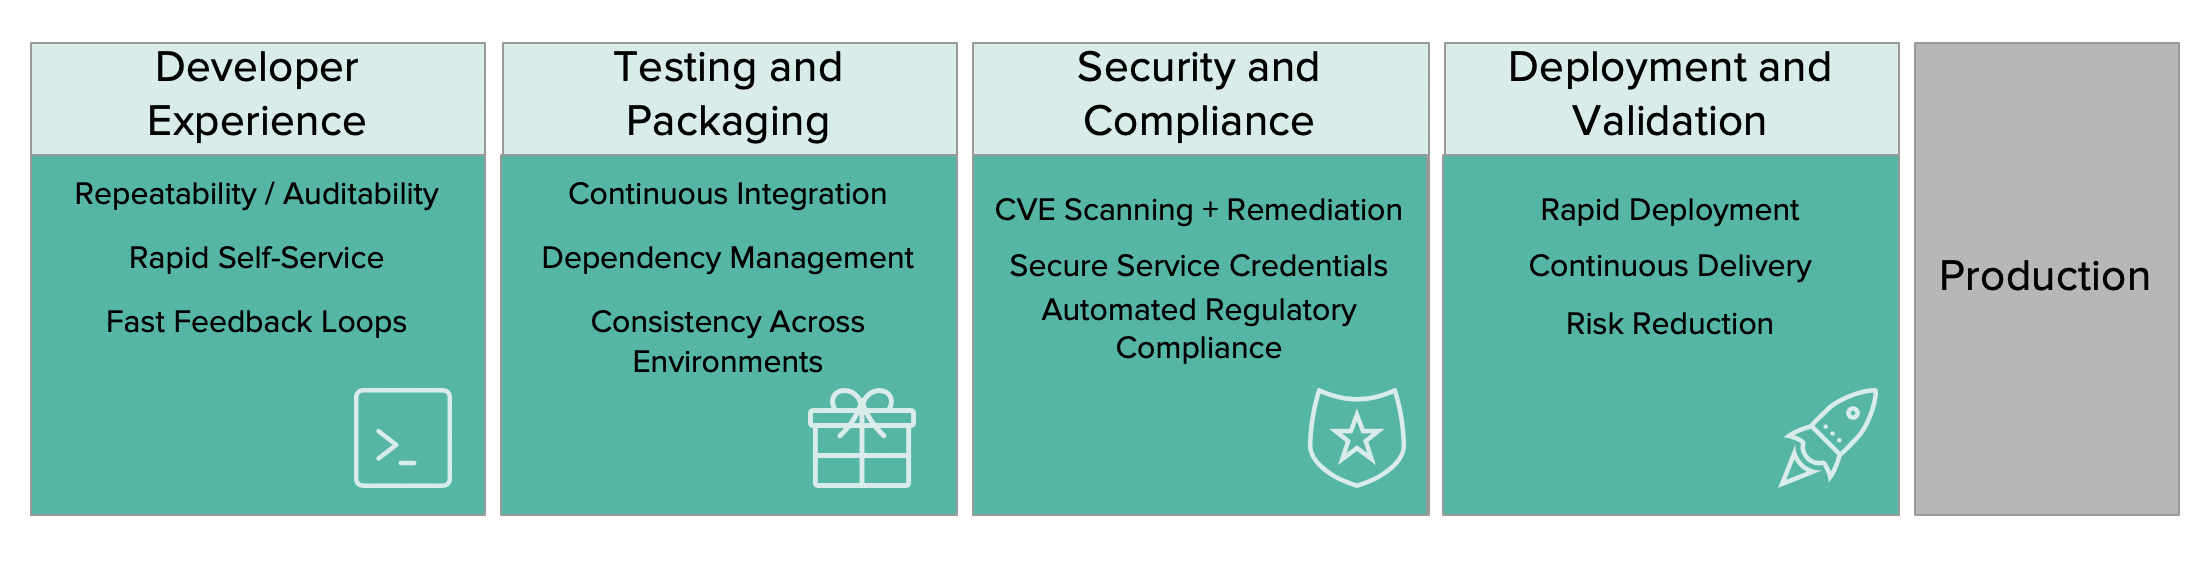 Developer
Experience
Repeatability / Auditability
Rapid Self-Service
Fast Feedback Loops
>_
Testing and
Packaging
Continuous Integration
Dependency Management
Consistency Across
Environments
Security and
Compliance
CVE Scanning + Remediation
Secure Service Credentials
Automated Regulatory
Compliance
Deployment and
Validation
Rapid Deployment
Continuous Delivery
Risk Reduction
Production